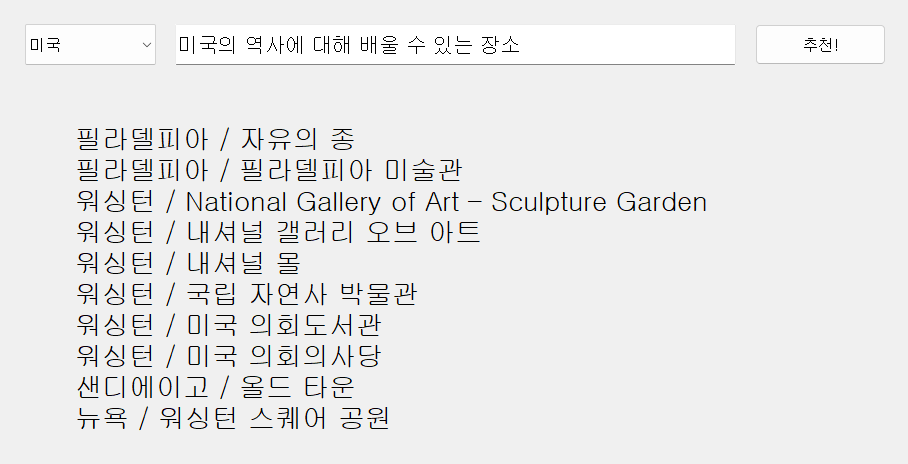 미국
미국의 역사에 대해 배울 수 있는 장소
추천!
필라델피아 / 자유의 종
필라델피아 / 필라델피아 미술관
워싱턴 / National Gallery of Art – Sculpture Garden
워싱턴 / 내셔널 갤러리 오브 아트
워싱턴 / 내셔널 몰
워싱턴 / 국립 자연사 박물관
워싱턴 / 미국 의회도서관
워싱턴 / 미국 의회의사당
샌디에이고 / 올드 타운
뉴욕 / 워싱턴 스퀘어 공원